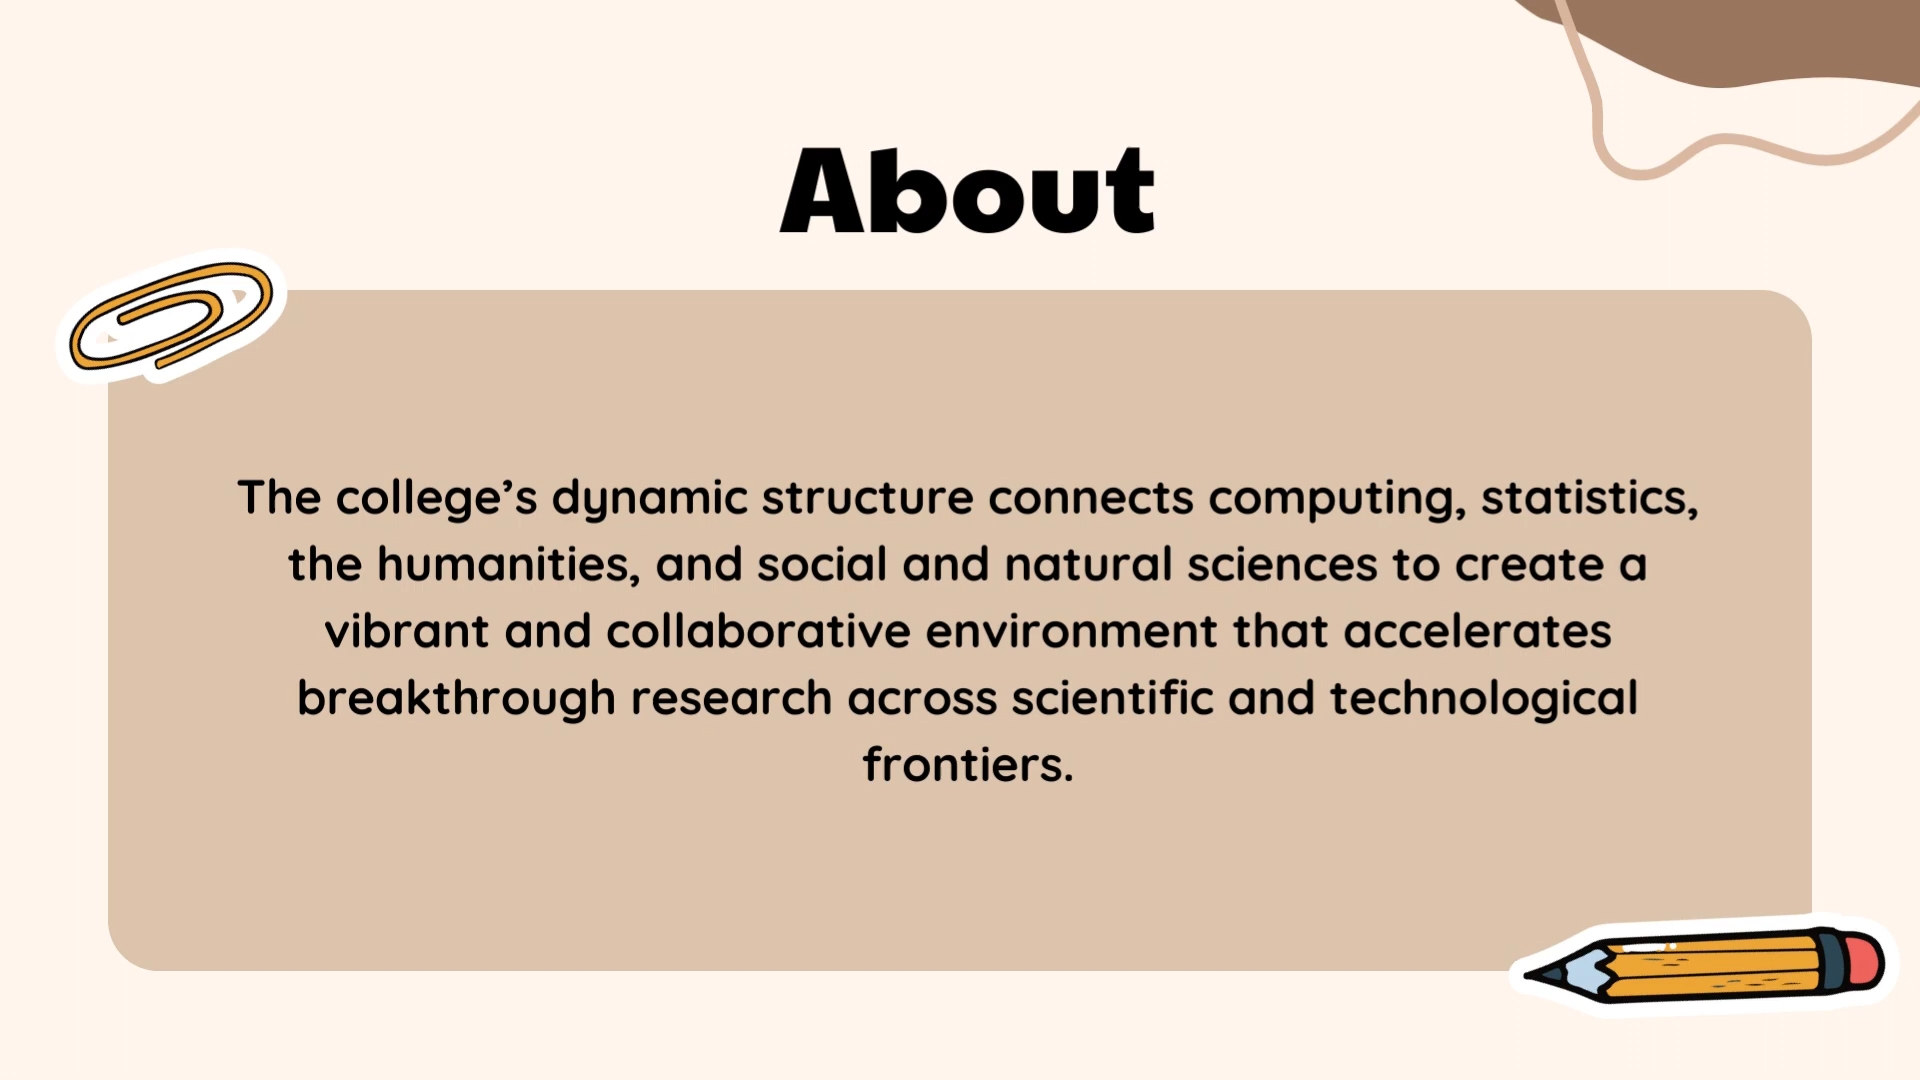 About
The college’s dynamic structure connects computing, statistics,
the humanities, and social and natural sciences to create a
vibrant and collaborative environment that accelerates
breakthrough research across scientific and technological
frontiers.